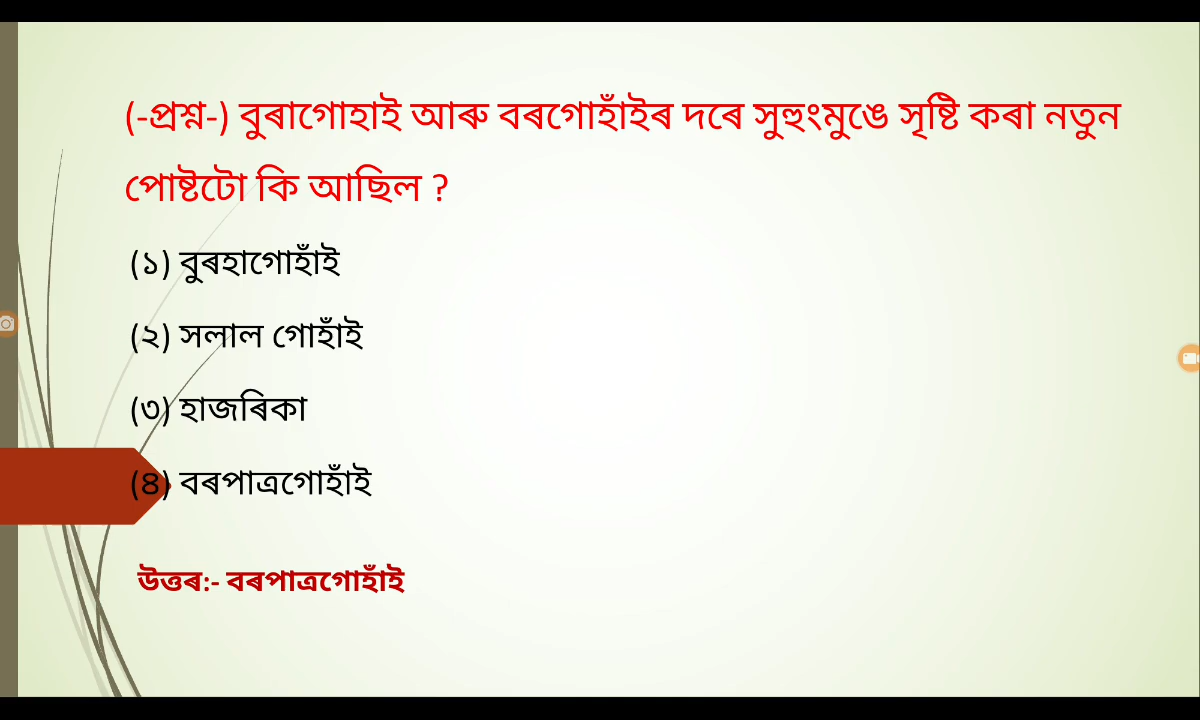 (-প্ৰশ্ন-) বুৰাগোহাই আৰু বৰগোহাঁইৰ দৰে সুহুংমুঙে সৃষ্টি কৰা নতুন
পোষ্টটো কি আছিল ?
(১) বুৰহাগোহাঁই
(২) সলাল গোহাঁই
(৩) হাজৰিকা
(৪) বৰপাত্ৰগোহাঁই
উত্তৰ:- বৰপাত্ৰগোহাঁই